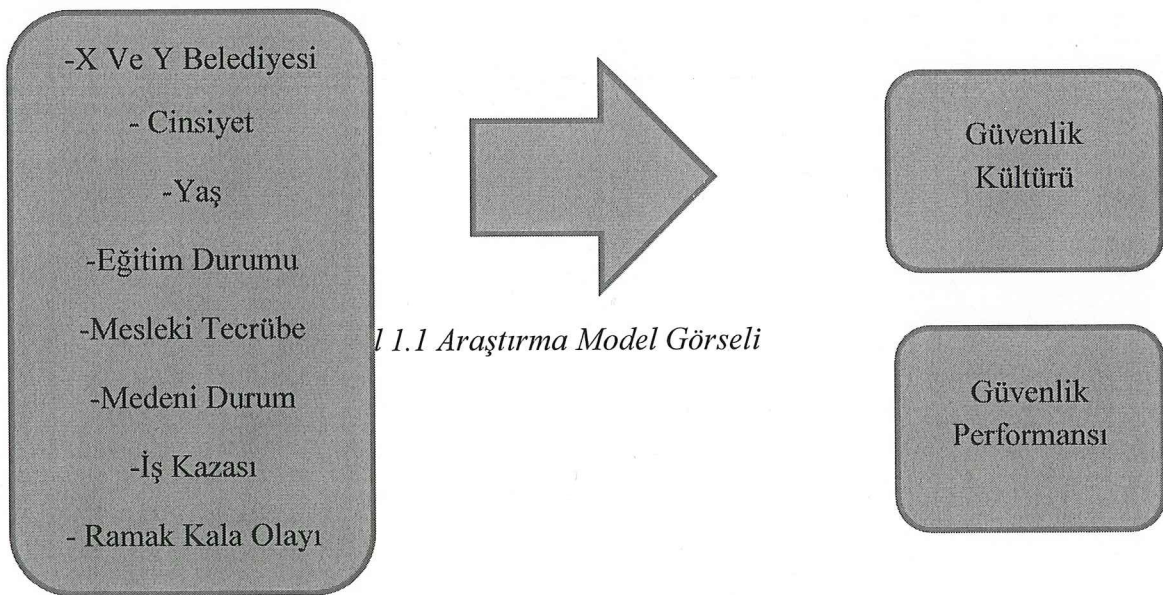 -X Ve Y Belediyesi
- Cinsiyet
-Yaş
-Eğitim Durumu
-Mesleki Tecrübe
-Medeni Durum
-İş Kazası
- Ramak Kala Olayı
Güvenlik
Kültürü
l 1.1 Araştırma Model Görseli
Güvenlik
Performansı